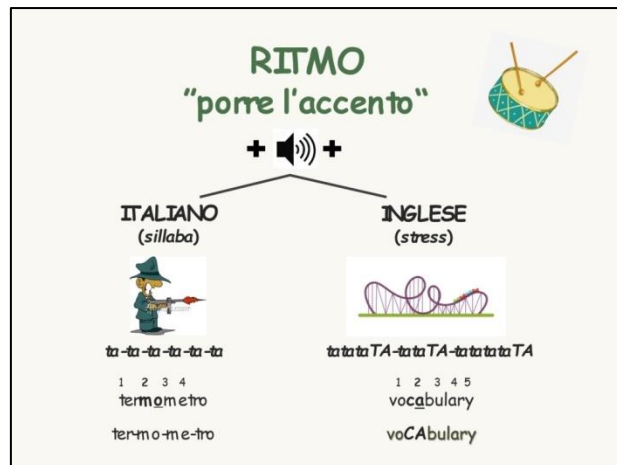 RITMO
"porre l'accento"
+ +
ITALIANO
(sillaba)
INGLESE
(stress)
ta-ta-ta-ta-ta-ta
tatataTA-tataTA-tatatataTA
1 2 3 4
termometro
1 2 3 4 5
vocabulary
ter-mo-me-tro
voCAbulary